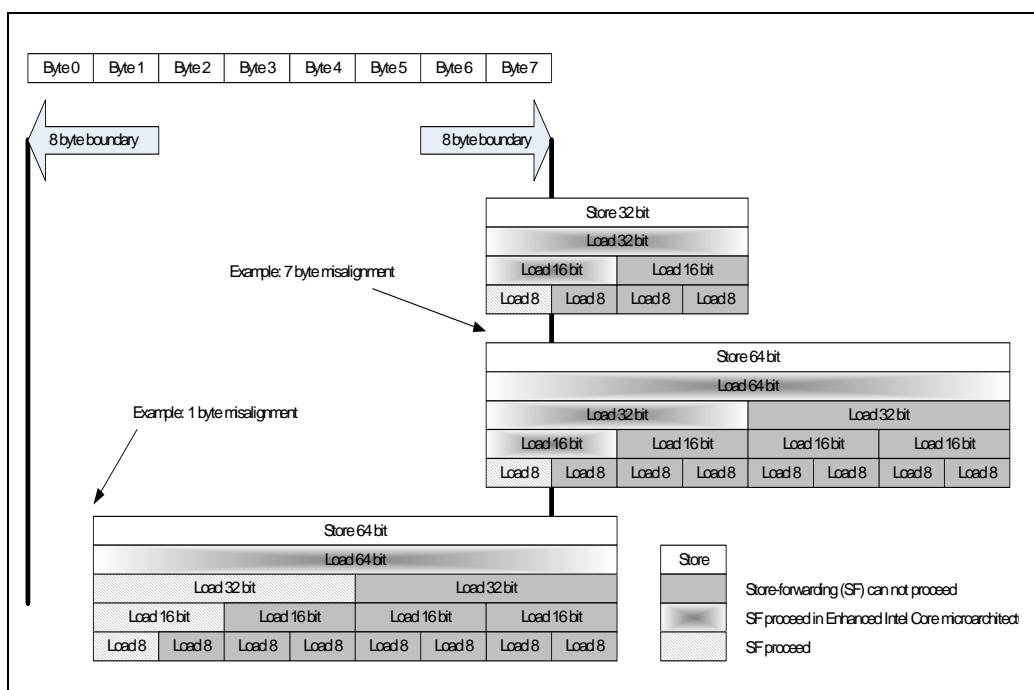 Byte 0 Byte 1 Byte 2 Byte 3 Byte 4 Byte 5 Byte 6 Byte 7
8 byte boundary 8 byte boundary
Store 32 bit
Load 32 bit
Example: 7 byte misalignment
Load 16 bit Load 16 bit
Load 8 Load 8 Load 8 Load 8
Store 64 bit
Load 64 bit
Example: 1 byte misalignment
Load 32 bit Load 32 bit
Load 16 bit Load 16 bit Load 16 bit Load 16 bit
Load 8 Load 8 Load 8 Load 8 Load 8 Load 8 Load 8 Load 8
Store 64 bit
Load 64 bit
Load 32 bit Load 32 bit
Load 16 bit Load 16 bit Load 16 bit Load 16 bit
Load 8 Load 8 Load 8 Load 8 Load 8 Load 8 Load 8 Load 8
Store
Store-forwarding (SF) can not proceed
SF proceed in Enhanced Intel Core microarchitect
SF proceed